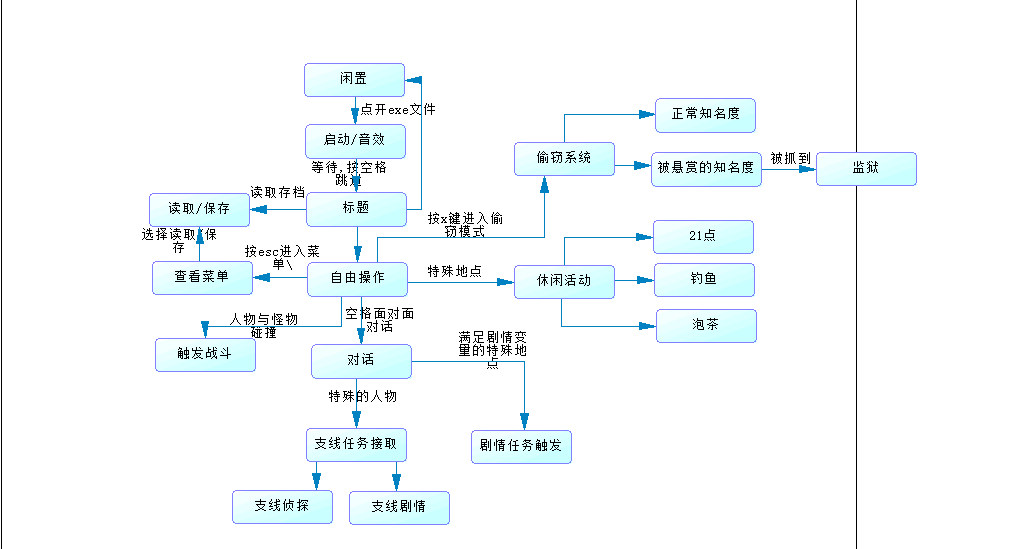 闲置
点开exe文件
启动/音效
等待,按空格
跳过
读取存档
标题
读取/保存
选择读取/保
存
查看菜单
按esc进入菜
单\
自由操作
按x键进入偷
窃模式
偷窃系统
正常知名度
被悬赏的知名度
被抓到
监狱
特殊地点
休闲活动
21点
钓鱼
泡茶
人物与怪物
碰撞
触发战斗
空格面对面
对话
对话
满足剧情变
量的特殊地
点
特殊的人物
支线任务接取
剧情任务触发
支线侦探
支线剧情